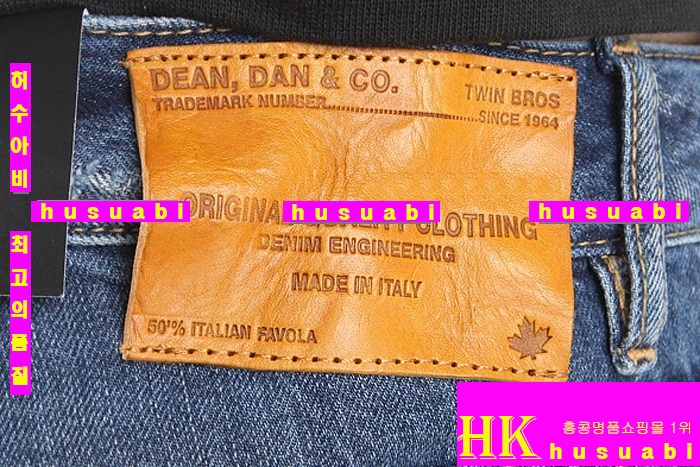 DEAN, DAN & CO.
TWIN BROS
TRADEMARK NUMBER
SINCE 1964
허수아비
husuabi husuabi husuabi
ORIGINAL CLOTHING
DENIM ENGINEERING
최고의품질
MADE IN ITALY
50'% ITALIAN FAVOLA
HK 홍콩명품쇼핑몰 1위
husuabi